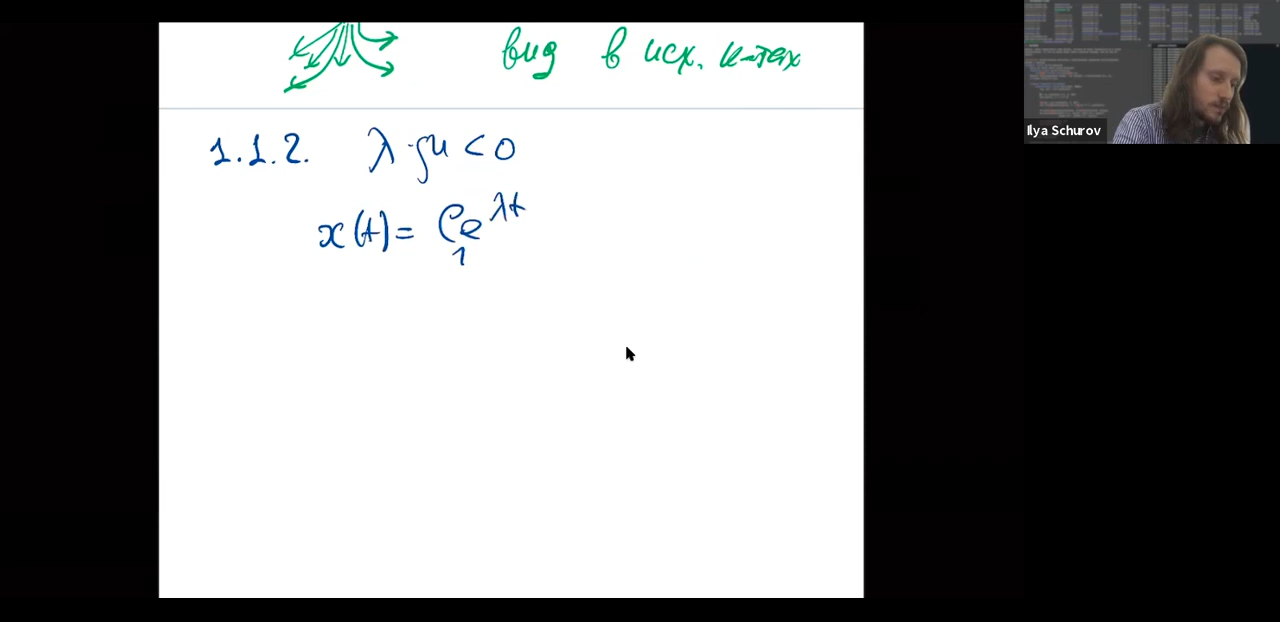 вид в исх. к-тах
1.1.2. λ·μ < 0
x(t) = C₁e^{λt}
Ilya Schurov